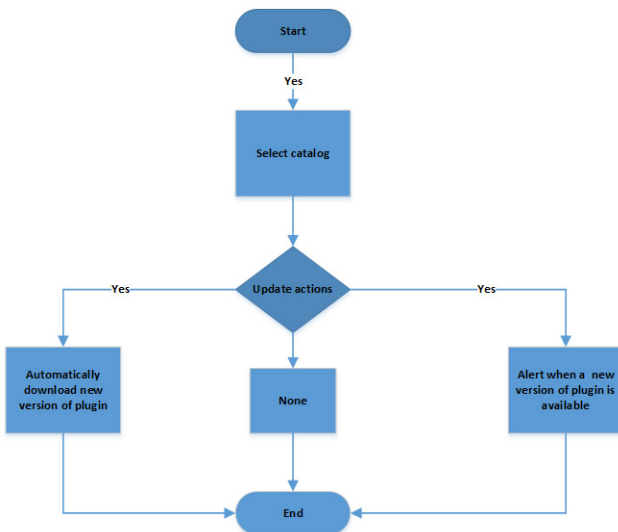 Start
Yes
Select catalog
Update actions
Yes
Yes
Automatically
download new
version of plugin
None
Alert when a  new
version of plugin is
available
End